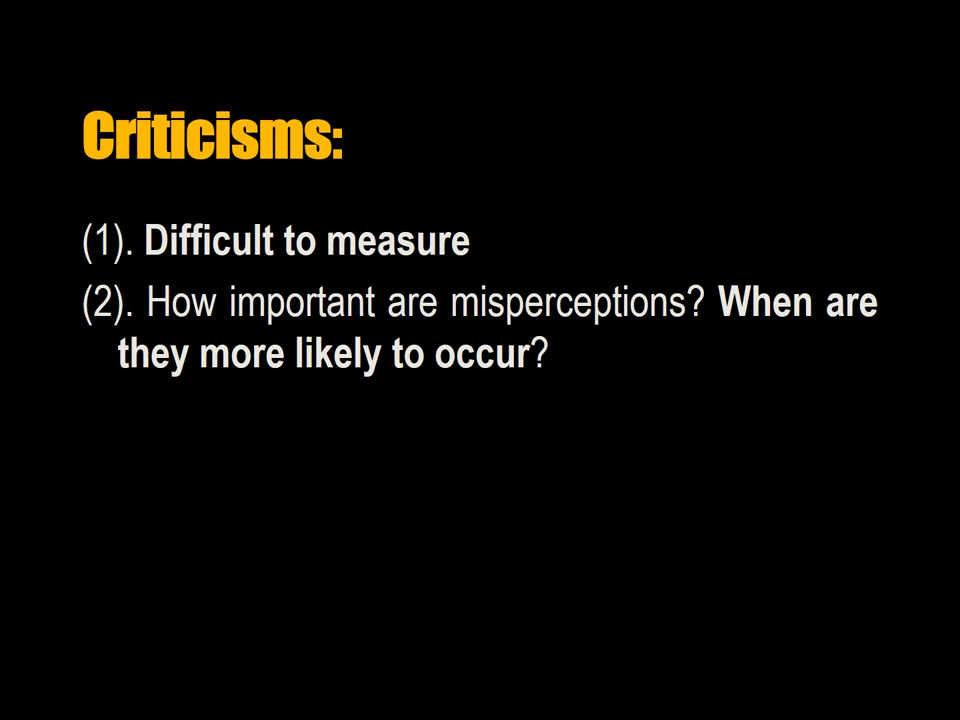 Criticisms:
(1). Difficult to measure
(2). How important are misperceptions? When are
they more likely to occur?